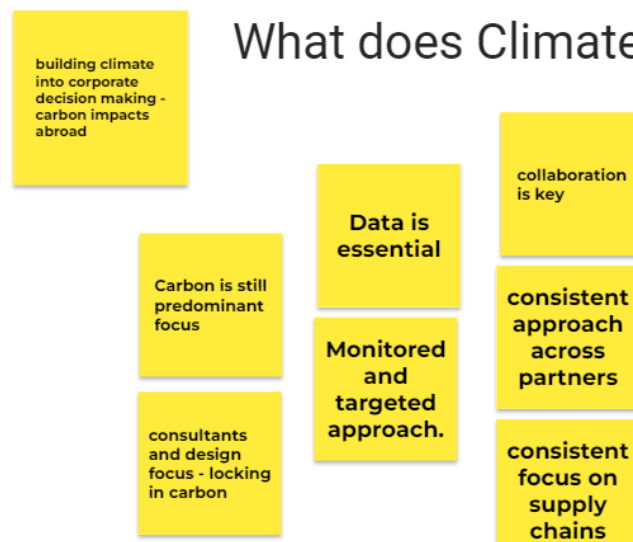 What does Climate
building climate
into corporate
decision making -
carbon impacts
abroad
Carbon is still
predominant
focus
consultants
and design
focus - locking
in carbon
Data is
essential
Monitored
and
targeted
approach.
collaboration
is key
consistent
approach
across
partners
consistent
focus on
supply
chains